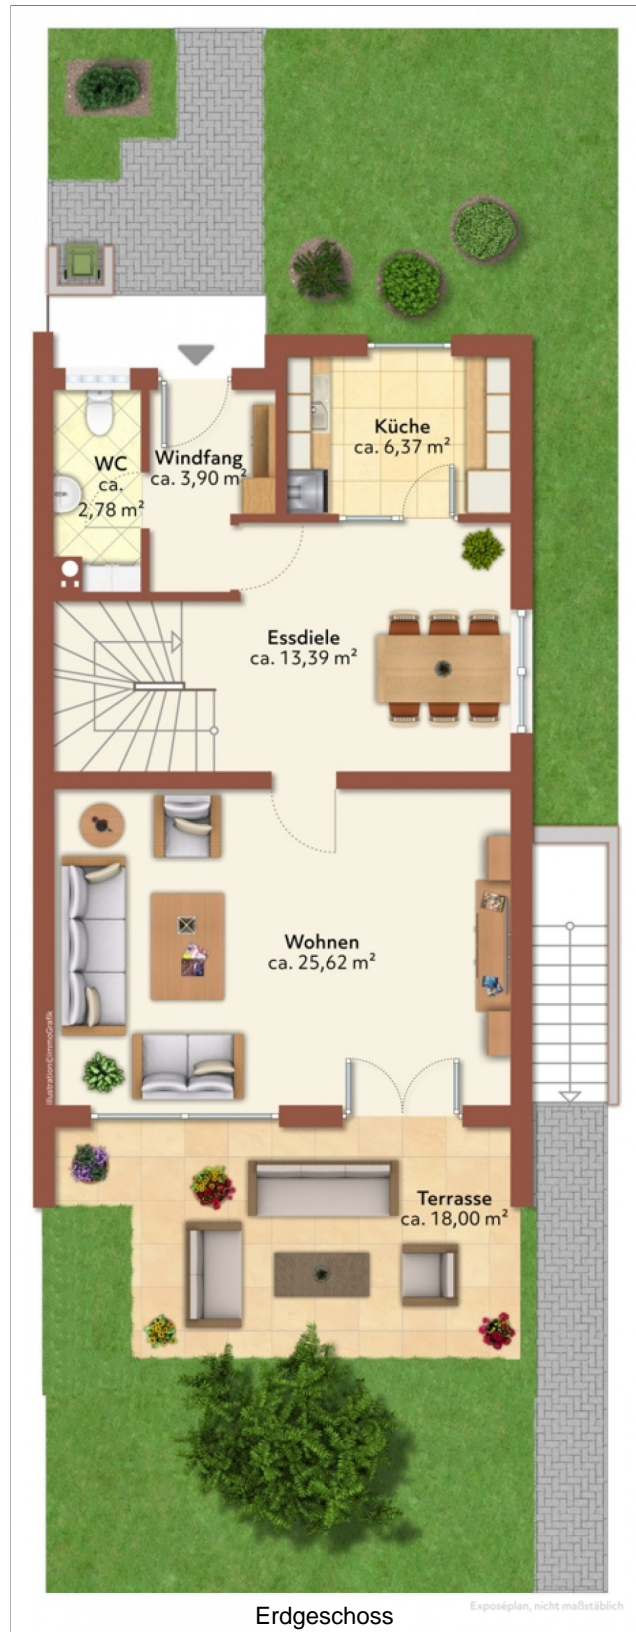 Küche
ca. 6,37 m²
WC
ca.
2,78 m²
Windfang
ca. 3,90 m²
Essdiele
ca. 13,39 m²
Wohnen
ca. 25,62 m²
illustration©immoGrafik
Terrasse
ca. 18,00 m²
Exposéplan, nicht maßstäblich
Erdgeschoss